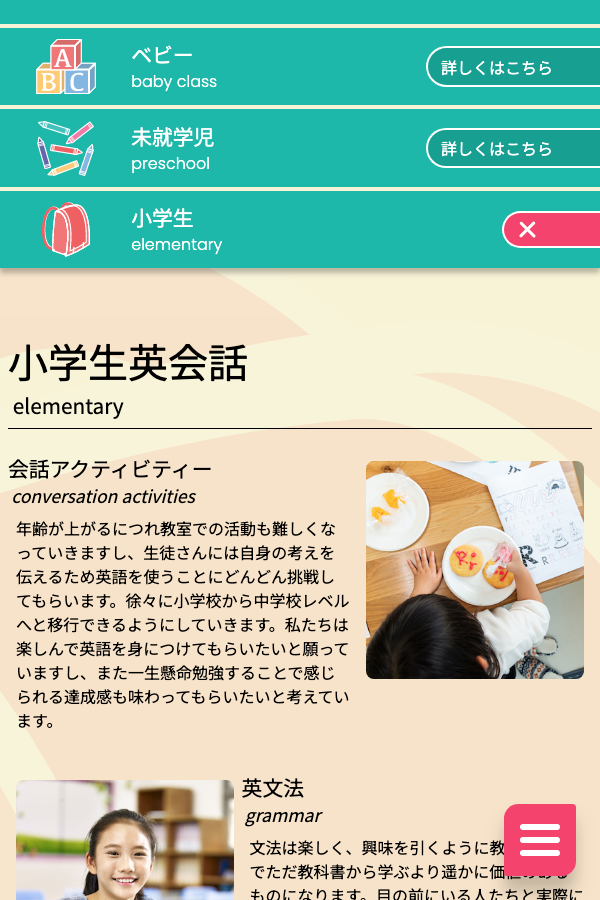 A
B C
ベビー
baby class
詳しくはこちら
未就学児
preschool
詳しくはこちら
小学生
elementary
小学生英会話
elementary
会話アクティビティー
conversation activities
年齢が上がるにつれ教室での活動も難しくな
っていきますし、生徒さんには自身の考えを
伝えるため英語を使うことにどんどん挑戦し
てもらいます。徐々に小学校から中学校レベル
へと移行できるようにしていきます。私たちは
楽しんで英語を身につけてもらいたいと願って
いますし、また一生懸命勉強することで感じ
られる達成感も味わってもらいたいと考えてい
ます。
R
英文法
grammar
文法は楽しく、興味を引くように教
でただ教科書から学ぶより遥かに価値のある
ものになります。目の前にいる人たちと実際に